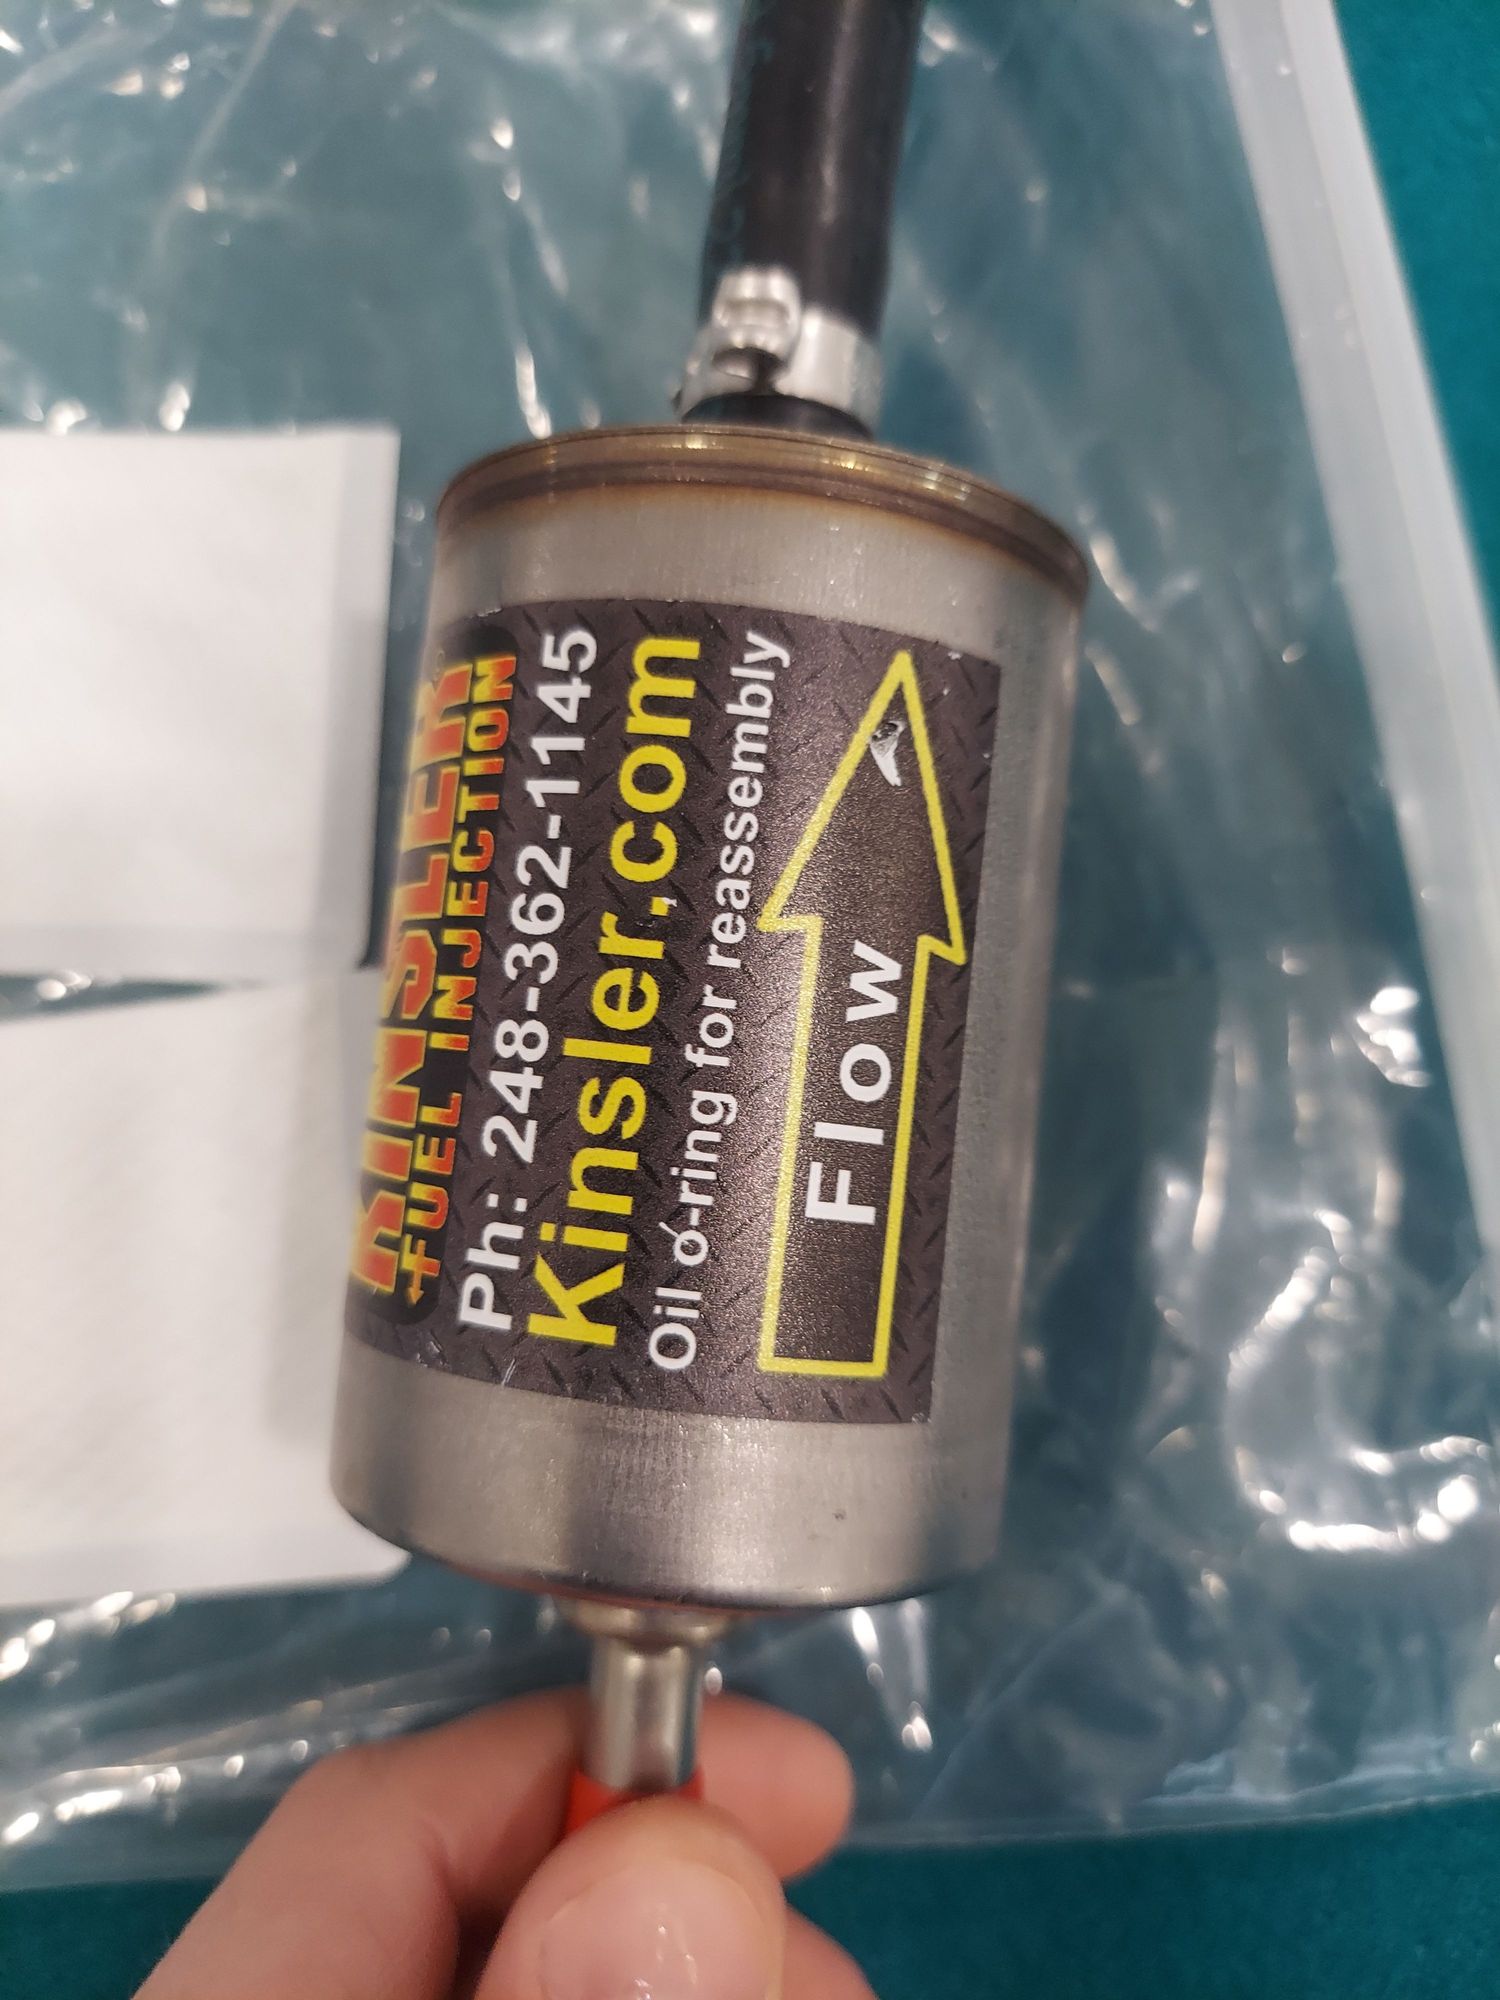 KINSLER
FUEL INJECTION
Ph: 248-362-1145
Kinsler.com
Oil o-ring for reassembly
Flow